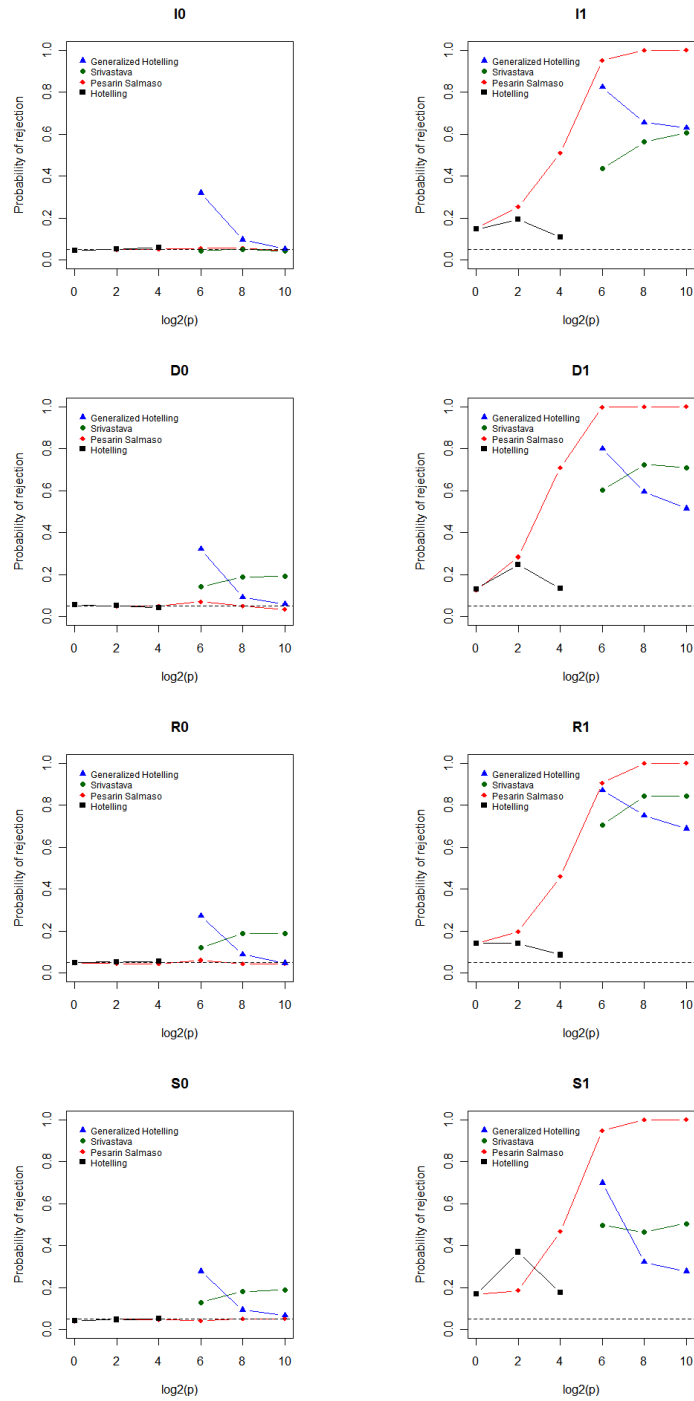 I0
Probability of rejection
1.0
0.8
0.6
0.4
0.2
0.0
Generalized Hotelling
Srivastava
Pesarin Salmaso
Hotelling
0 2 4 6 8 10
log2(p)
I1
Probability of rejection
1.0
0.8
0.6
0.4
0.2
0.0
Generalized Hotelling
Srivastava
Pesarin Salmaso
Hotelling
0 2 4 6 8 10
log2(p)
D0
Probability of rejection
1.0
0.8
0.6
0.4
0.2
0.0
Generalized Hotelling
Srivastava
Pesarin Salmaso
Hotelling
0 2 4 6 8 10
log2(p)
D1
Probability of rejection
1.0
0.8
0.6
0.4
0.2
0.0
Generalized Hotelling
Srivastava
Pesarin Salmaso
Hotelling
0 2 4 6 8 10
log2(p)
R0
Probability of rejection
1.0
0.8
0.6
0.4
0.2
0.0
Generalized Hotelling
Srivastava
Pesarin Salmaso
Hotelling
0 2 4 6 8 10
log2(p)
R1
Probability of rejection
1.0
0.8
0.6
0.4
0.2
0.0
Generalized Hotelling
Srivastava
Pesarin Salmaso
Hotelling
0 2 4 6 8 10
log2(p)
S0
Probability of rejection
1.0
0.8
0.6
0.4
0.2
0.0
Generalized Hotelling
Srivastava
Pesarin Salmaso
Hotelling
0 2 4 6 8 10
log2(p)
S1
Probability of rejection
1.0
0.8
0.6
0.4
0.2
0.0
Generalized Hotelling
Srivastava
Pesarin Salmaso
Hotelling
0 2 4 6 8 10
log2(p)